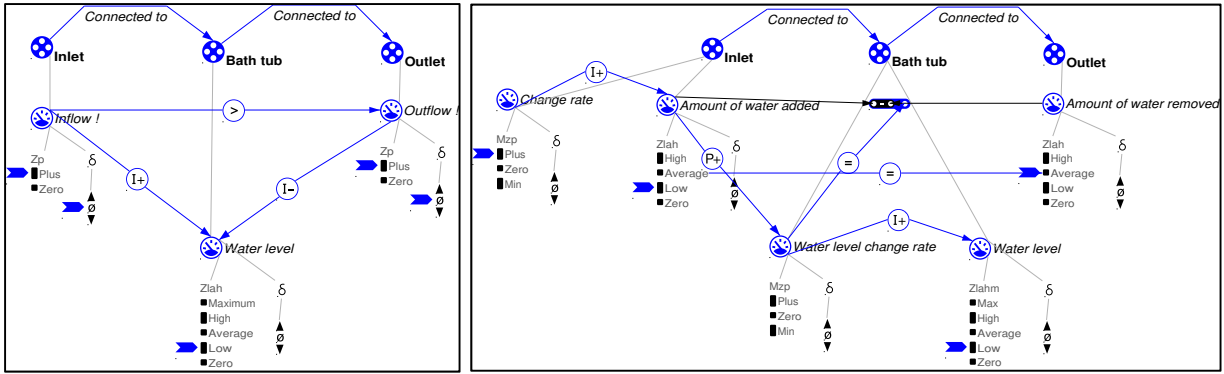 Connected to
Connected to
Inlet
Bath tub
Outlet
Inflow !
>
Outflow !
Zp
Plus
Zero
δ
ø
I+
I-
Zp
Plus
Zero
δ
ø
Water level
Zlah
Maximum
High
Average
Low
Zero
δ
ø
Connected to
Connected to
Inlet
Bath tub
Outlet
I+
Change rate
Amount of water added
-
Amount of water removed
Mzp
Plus
Zero
Min
δ
ø
Zlah
High
Average
Low
Zero
δ
ø
P+
=
=
Zlah
High
Average
Low
Zero
δ
ø
I+
Water level change rate
Water level
Mzp
Plus
Zero
Min
δ
ø
Zlahm
Max
High
Average
Low
Zero
δ
ø